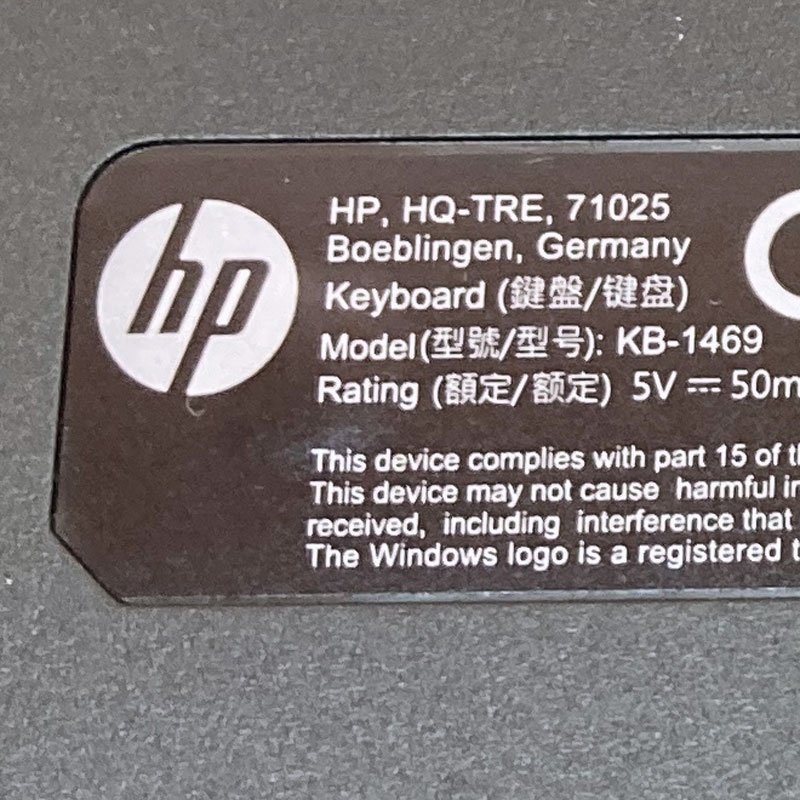 hp
HP, HQ-TRE, 71025
Boeblingen, Germany
Keyboard (鍵盤/键盘)
Model(型號/型号): KB-1469
Rating (額定/额定) 5V ⎓ 50m
This device complies with part 15 of
This device may not cause harmful
received, including interference that
The Windows logo is a registered